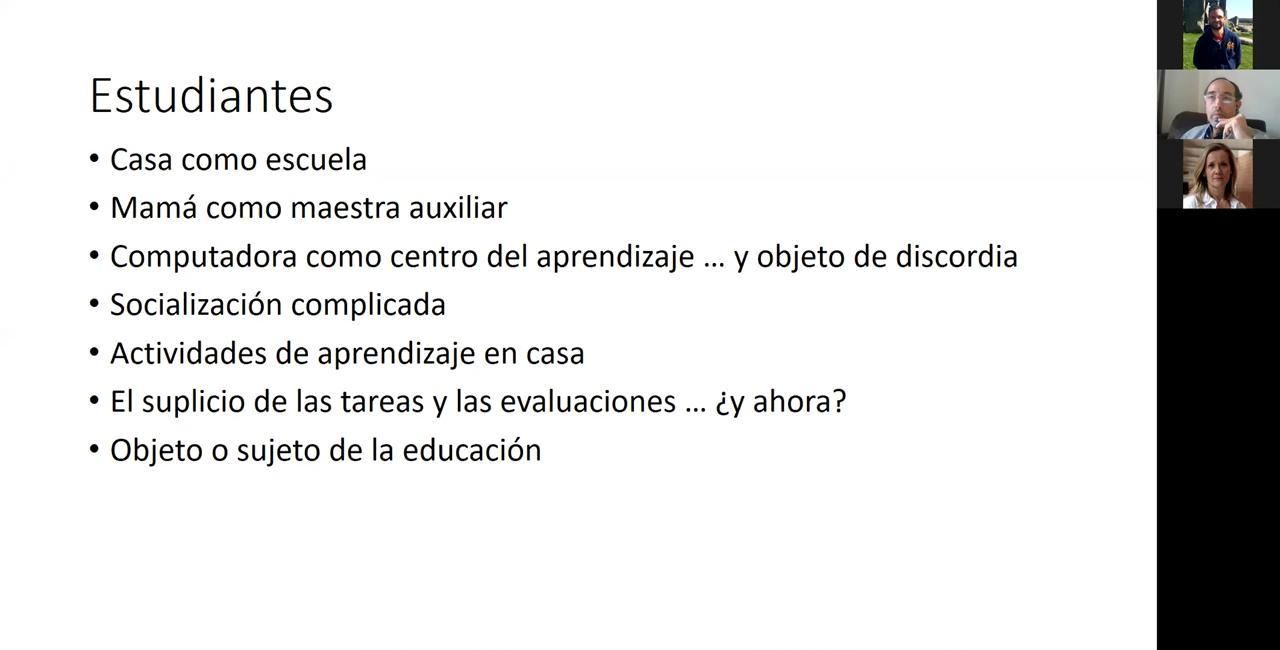 Estudiantes
• Casa como escuela
• Mamá como maestra auxiliar
• Computadora como centro del aprendizaje … y objeto de discordia
• Socialización complicada
• Actividades de aprendizaje en casa
• El suplicio de las tareas y las evaluaciones … ¿y ahora?
• Objeto o sujeto de la educación